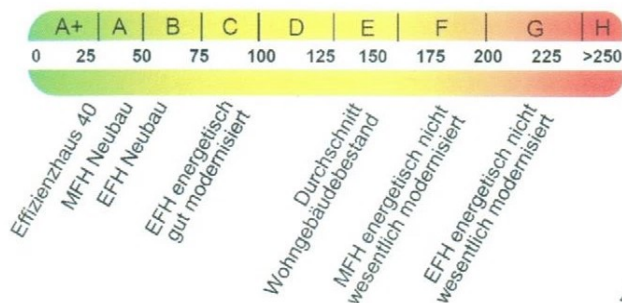 A+ A B C D E F G H
0 25 50 75 100 125 150 175 200 225 >250
Effizienzhaus 40
MFH Neubau
EFH Neubau
EFH energetisch
gut modernisiert
Durchschnitt
Wohngebäudebestand
MFH energetisch nicht
wesentlich modernisiert
EFH energetisch nicht
wesentlich modernisiert